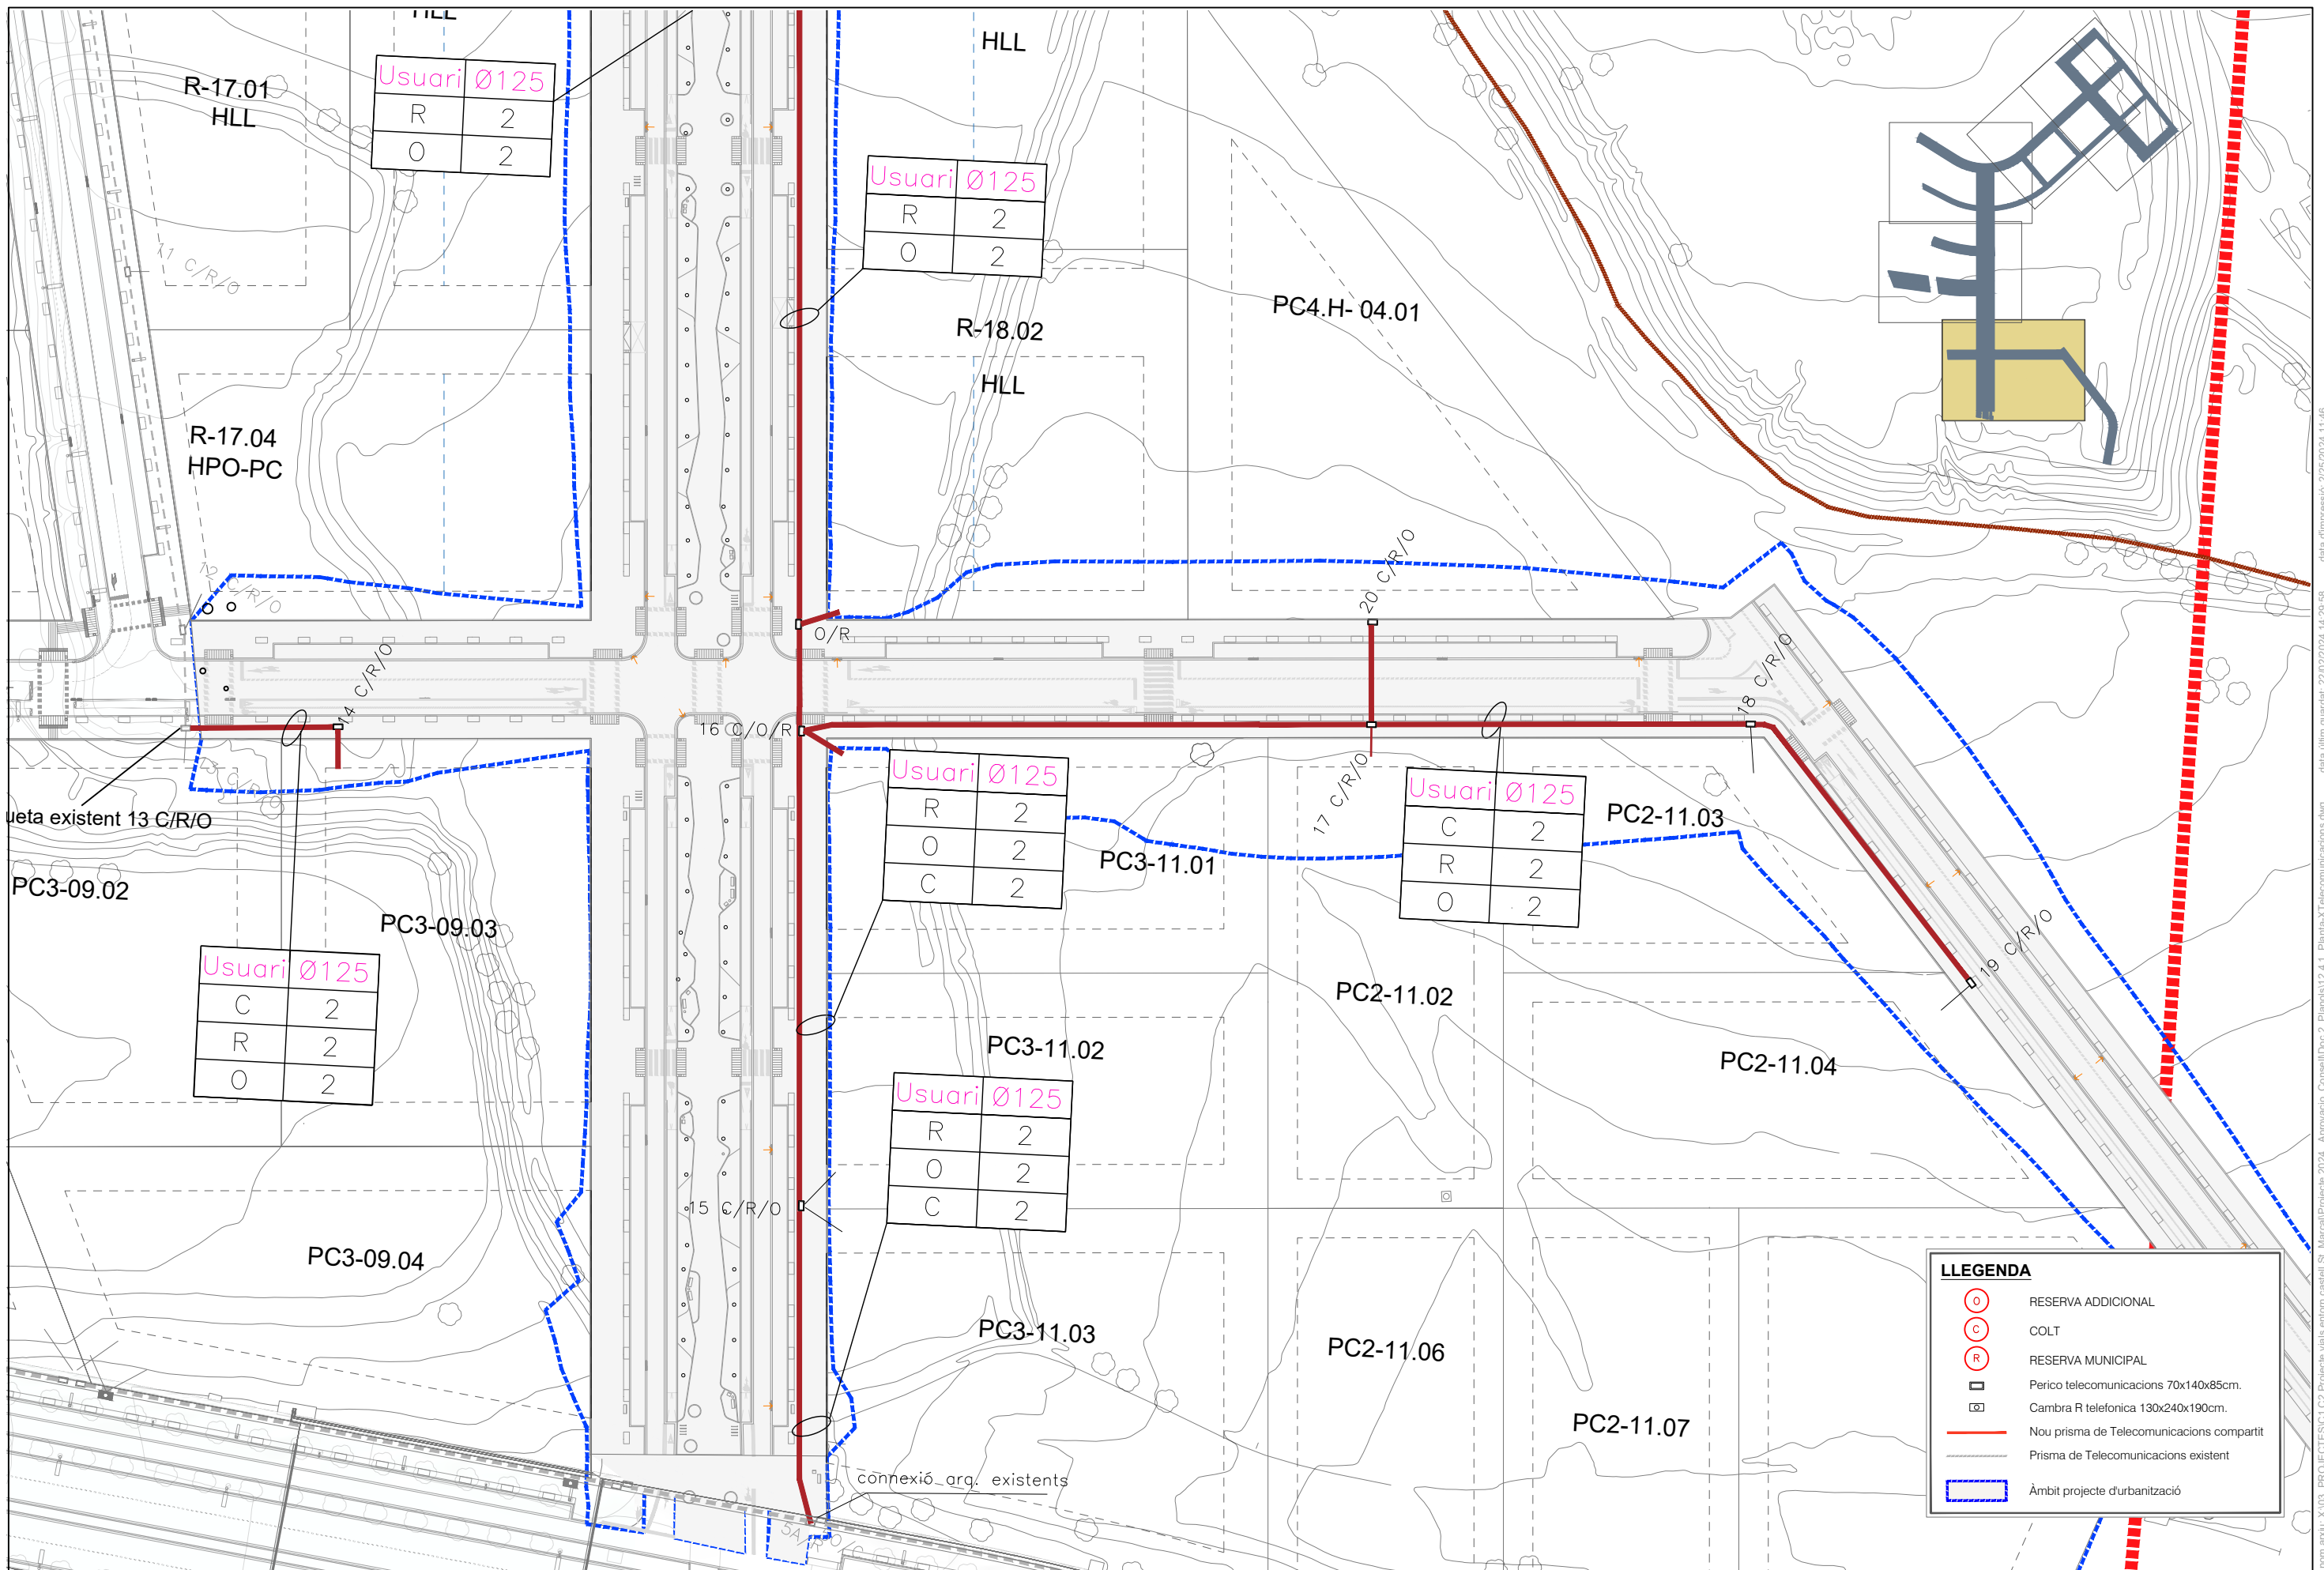 HLL
R-17.01
HLL
Usuari Ø125
R 2
O 2
HLL
Usuari Ø125
R 2
O 2
11 C/R/O
R-18.02
HLL
PC4.H- 04.01
R-17.04
HPO-PC
12 C/R/O
O/R
20 C/R/O
14 C/R/O
16 C/O/R
18 C/R/O
13 C/R/O
ueta existent 13 C/R/O
17 C/R/O
Usuari Ø125
R 2
O 2
C 2
Usuari Ø125
C 2
R 2
O 2
PC2-11.03
PC3-11.01
PC3-09.02
PC3-09.03
Usuari Ø125
C 2
R 2
O 2
19 C/R/O
PC2-11.02
PC3-11.02
PC2-11.04
Usuari Ø125
R 2
O 2
C 2
15 C/R/O
PC3-09.04
PC3-11.03
PC2-11.06
PC2-11.07
connexió arq. existents
LLEGENDA
O RESERVA ADDICIONAL
C COLT
R RESERVA MUNICIPAL
Perico telecomunicacions 70x140x85cm.
Cambra R telefonica 130x240x190cm.
Nou prisma de Telecomunicacions compartit
Prisma de Telecomunicacions existent
Àmbit projecte d'urbanització